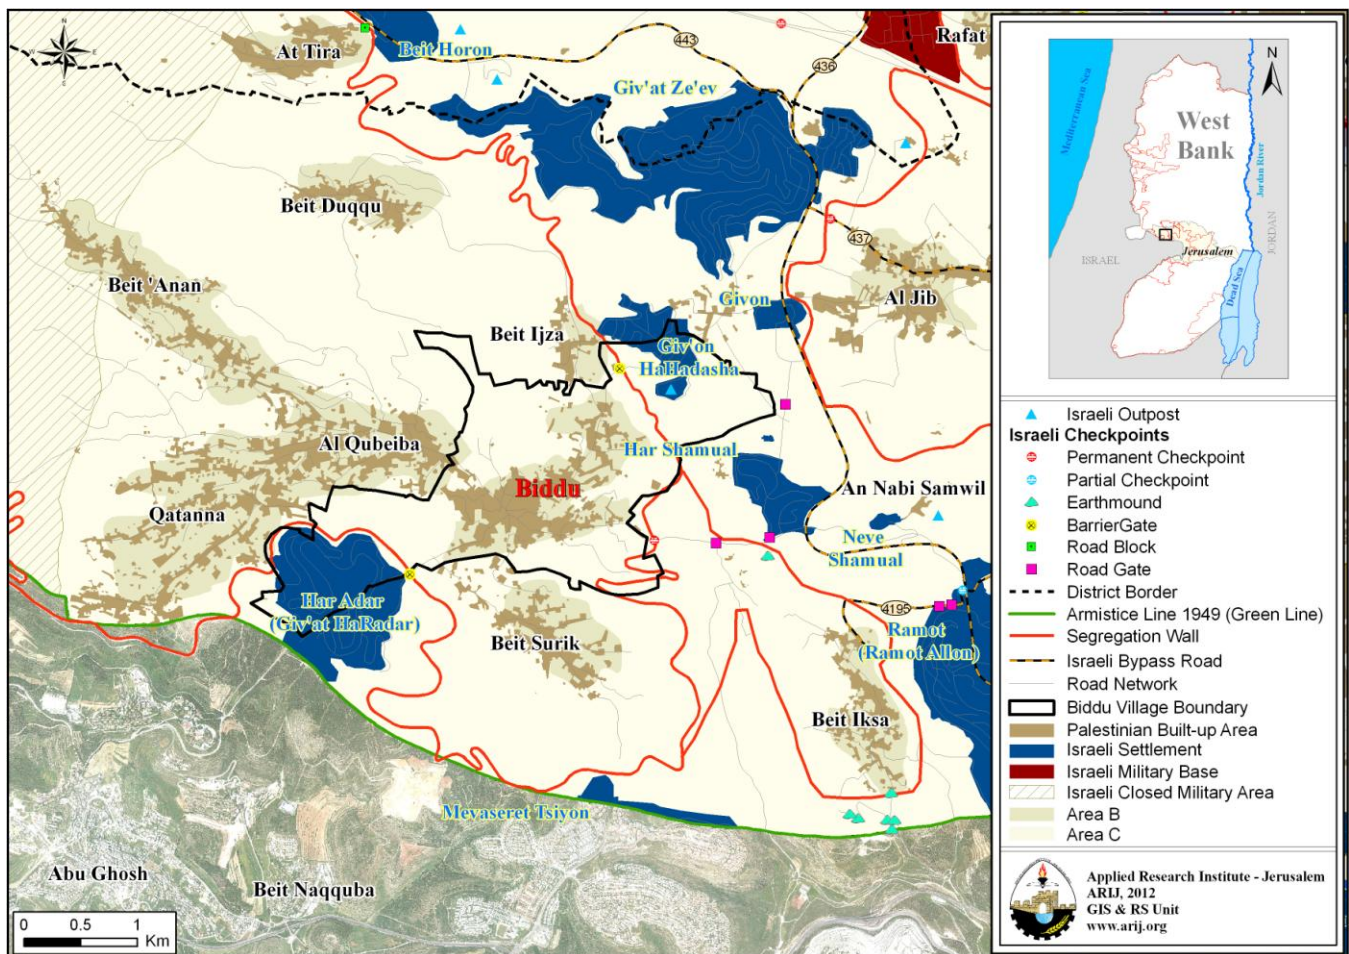 N
W
E
S
At Tira
Beit Horon
443
436
Rafat
Giv'at Ze'ev
Beit Duqqu
437
Beit 'Anan
Givon
Al Jib
Beit Ijza
Giv'on
HaHadasha
Al Qubeiba
Har Shamual
Biddu
An Nabi Samwil
Qatanna
Neve
Shamual
Har Adar
(Giv'at HaRadar)
4195
Ramot
(Ramot Allon)
Beit Surik
Beit Iksa
Mevaseret Tsiyon
Abu Ghosh
Beit Naqquba
0 0.5 1
Km
N
Mediterranean Sea
West
Bank
Jordan River
JORDAN
Jerusalem
ISRAEL
Dead Sea
Israeli Outpost
Israeli Checkpoints
Permanent Checkpoint
Partial Checkpoint
Earthmound
BarrierGate
Road Block
Road Gate
District Border
Armistice Line 1949 (Green Line)
Segregation Wall
Israeli Bypass Road
Road Network
Biddu Village Boundary
Palestinian Built-up Area
Israeli Settlement
Israeli Military Base
Israeli Closed Military Area
Area B
Area C
Applied Research Institute - Jerusalem
ARIJ, 2012
GIS & RS Unit
www.arij.org